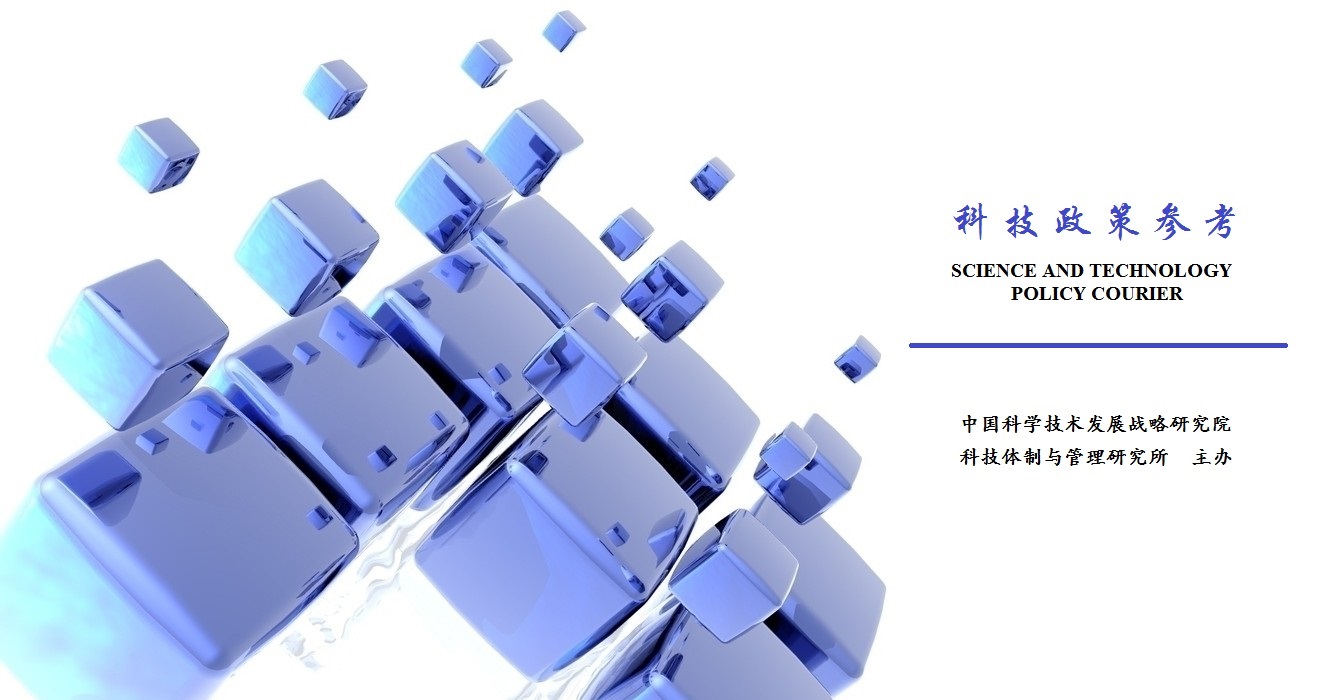 科技政策参考
SCIENCE AND TECHNOLOGY
POLICY COURIER
中国科学技术发展战略研究院
科技体制与管理研究所 主办